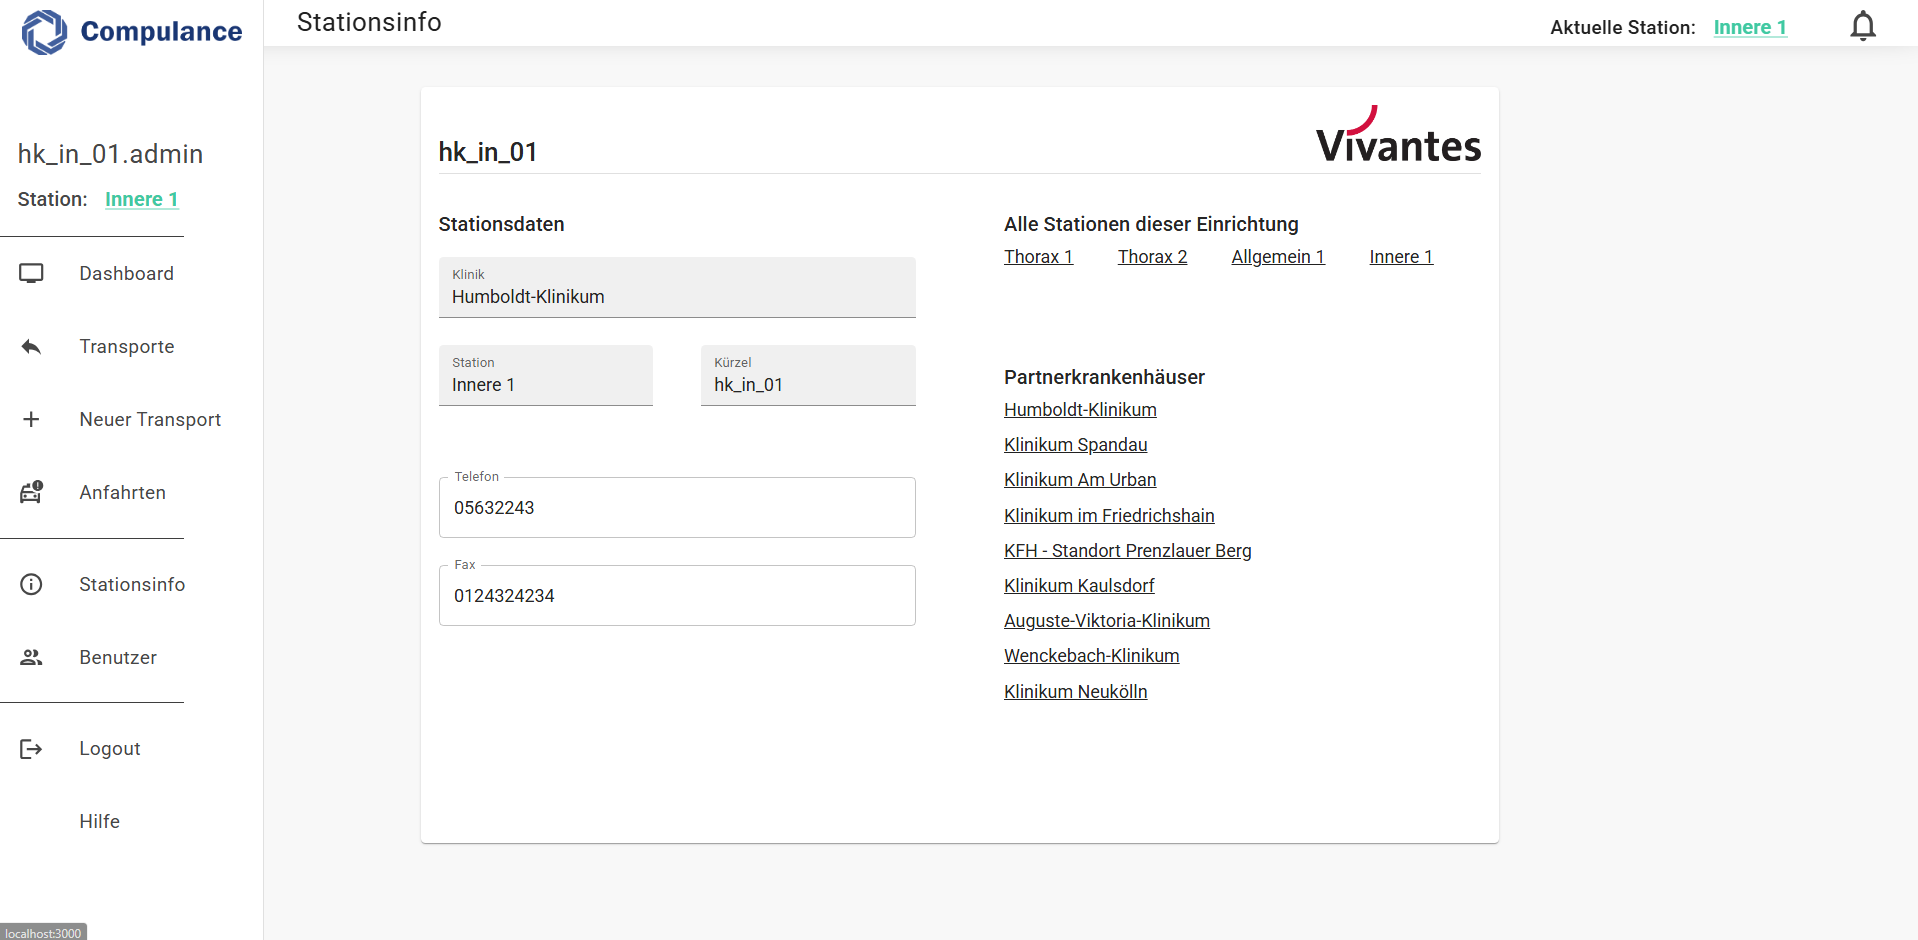 Compulance
Stationsinfo
Aktuelle Station: Innere 1
hk_in_01.admin
Station: Innere 1
Dashboard
Transporte
Neuer Transport
Anfahrten
Stationsinfo
Benutzer
Logout
Hilfe
localhost:3000
hk_in_01
Vivantes
Stationsdaten
Klinik
Humboldt-Klinikum
Station
Innere 1
Kürzel
hk_in_01
Telefon
05632243
Fax
0124324234
Alle Stationen dieser Einrichtung
Thorax 1 Thorax 2 Allgemein 1 Innere 1
Partnerkrankenhäuser
Humboldt-Klinikum
Klinikum Spandau
Klinikum Am Urban
Klinikum im Friedrichshain
KFH - Standort Prenzlauer Berg
Klinikum Kaulsdorf
Auguste-Viktoria-Klinikum
Wenckebach-Klinikum
Klinikum Neukölln